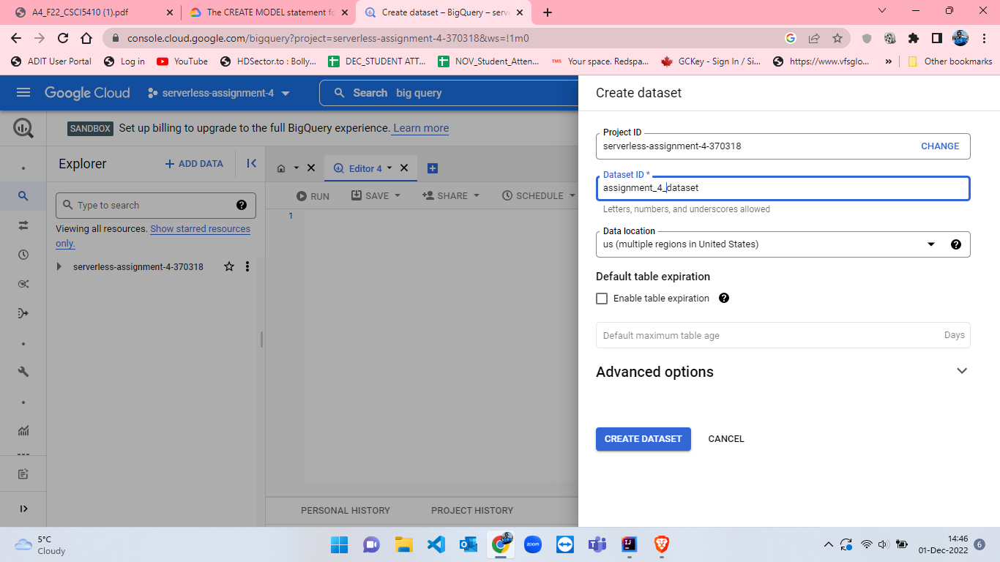 A4_F22_CSCI5410 (1).pdf
The CREATE MODEL statement fo
Create dataset – BigQuery – serve
console.cloud.google.com/bigquery?project=serverless-assignment-4-370318&ws=!1m0
ADIT User Portal
Log in
YouTube
HDSector.to : Bolly...
DEC_STUDENT ATT...
NOV_Student_Atten...
TMS
Your space. Redspa...
GCKey - Sign In / Si...
https://www.vfsglo...
»
Other bookmarks
Google Cloud
serverless-assignment-4
Search big query
SANDBOX Set up billing to upgrade to the full BigQuery experience. Learn more
Explorer
+ ADD DATA
Editor 4
RUN
SAVE
SHARE
SCHEDULE
Type to search
1
Viewing all resources. Show starred resources
only.
serverless-assignment-4-370318
PERSONAL HISTORY
PROJECT HISTORY
Create dataset
Project ID
serverless-assignment-4-370318
CHANGE
Dataset ID *
assignment_4_dataset
Letters, numbers, and underscores allowed
Data location
us (multiple regions in United States)
Default table expiration
Enable table expiration
Default maximum table age
Days
Advanced options
CREATE DATASET
CANCEL
5°C
Cloudy
zoom
14:46
01-Dec-2022
6